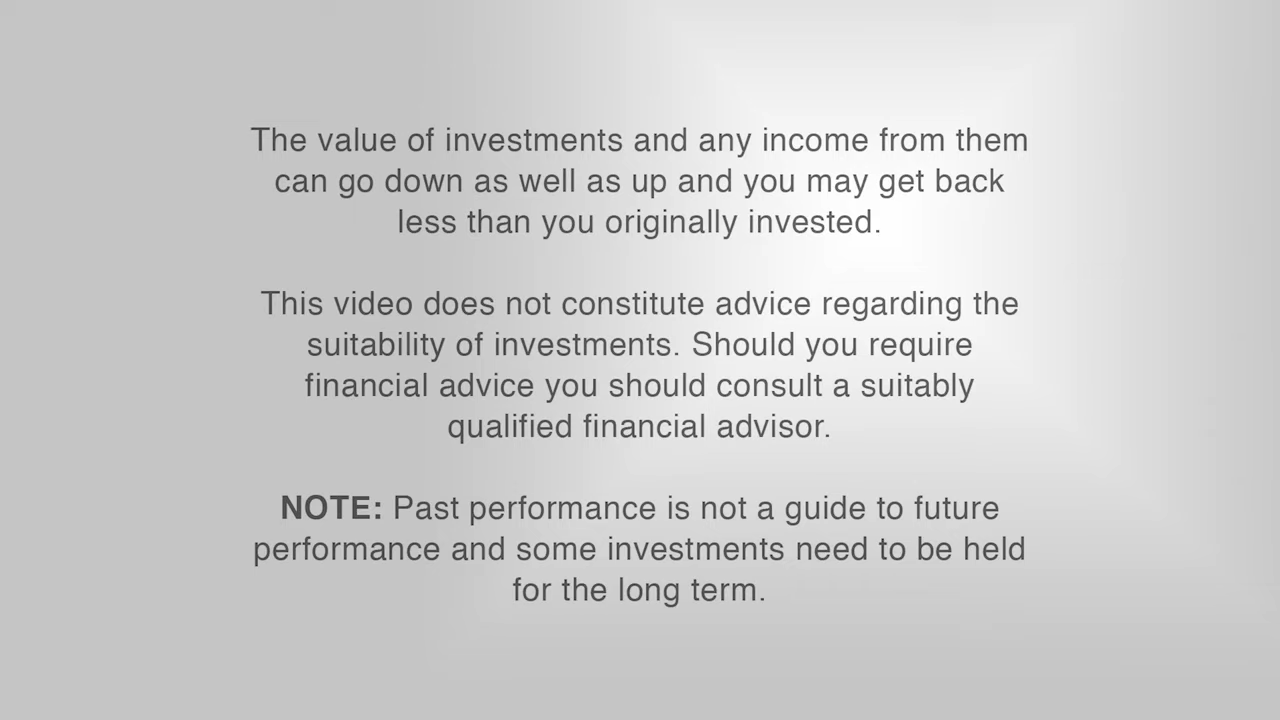 The value of investments and any income from them
can go down as well as up and you may get back
less than you originally invested.
This video does not constitute advice regarding the
suitability of investments. Should you require
financial advice you should consult a suitably
qualified financial advisor.
NOTE: Past performance is not a guide to future
performance and some investments need to be held
for the long term.